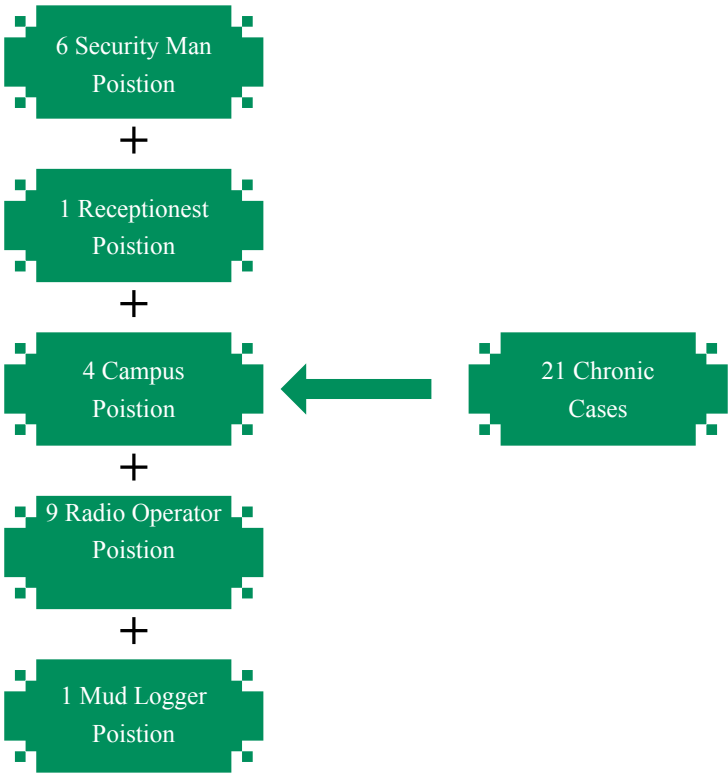 6 Security Man
Poistion
+
1 Receptionest
Poistion
+
4 Campus
Poistion
21 Chronic
Cases
+
9 Radio Operator
Poistion
+
1 Mud Logger
Poistion